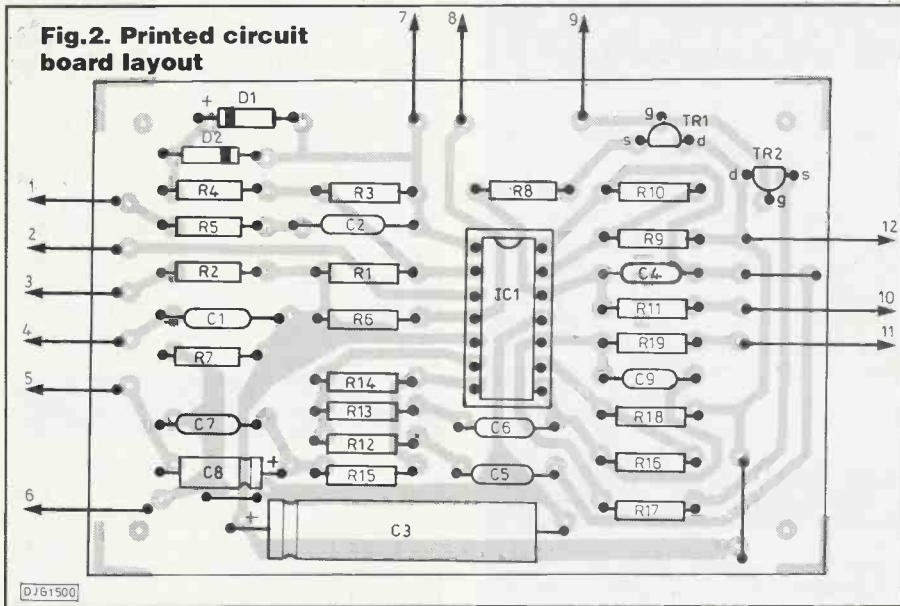 Fig.2. Printed circuit
board layout
7 8 9
+ D1
D2
g TR1
s d
TR2
d s
g
R4 R3 R8 R10
1
R5 C2
2 R9 12
R2 R1 C4
3 IC1
C1 R6 R11 10
4 R19 11
R7
5 R14 C9
R13 R18
C7 C6
R12
C8 + R15 C5 R16
6 R17
+ C3
DJG1500